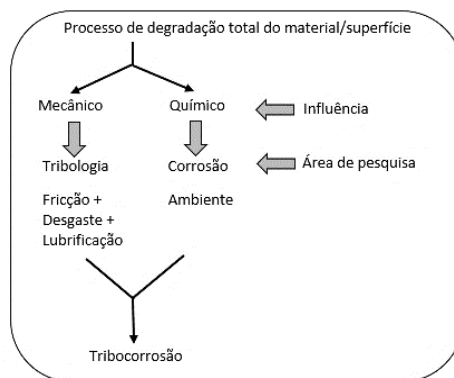 Processo de degradação total do material/superfície
Mecânico
Químico
Influência
Tribologia
Corrosão
Área de pesquisa
Fricção +
Desgaste +
Lubrificação
Ambiente
Tribocorrosão